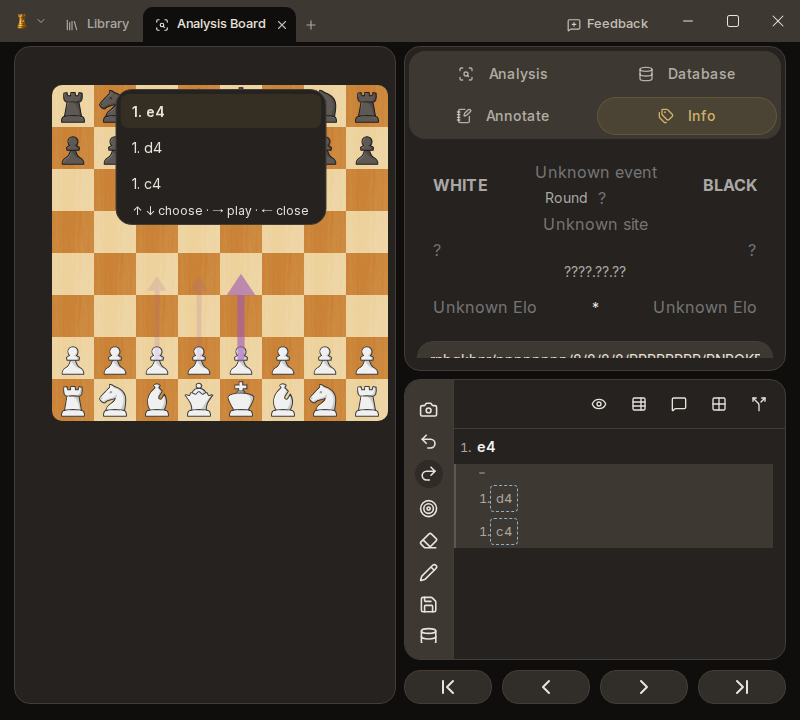 Library
Analysis Board
Feedback
1. e4
1. d4
1. c4
↑ ↓ choose · → play · ← close
Analysis
Database
Annotate
Info
WHITE
Unknown event
BLACK
Round ?
Unknown site
?
?
????.??.??
Unknown Elo
*
Unknown Elo
1. e4
–
1. d4
1. c4